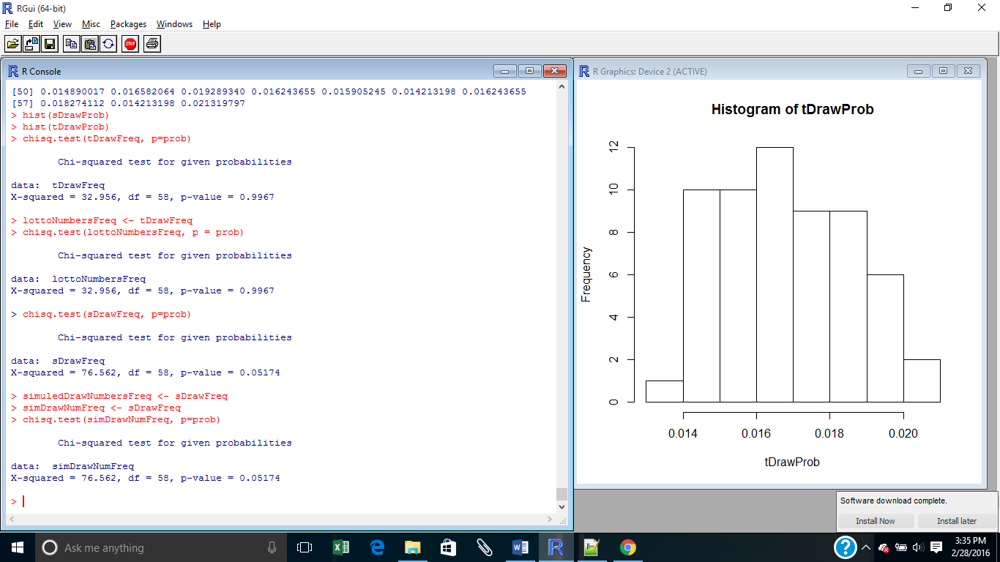 RGui (64-bit)
File Edit View Misc Packages Windows Help
STOP
R Console
[50] 0.014890017 0.016582064 0.019289340 0.016243655 0.015905245 0.014213198 0.016243655
[57] 0.018274112 0.014213198 0.021319797
> hist(sDrawProb)
> hist(tDrawProb)
> chisq.test(tDrawFreq, p=prob)
Chi-squared test for given probabilities
data:  tDrawFreq
X-squared = 32.956, df = 58, p-value = 0.9967
> lottoNumbersFreq <- tDrawFreq
> chisq.test(lottoNumbersFreq, p = prob)
Chi-squared test for given probabilities
data:  lottoNumbersFreq
X-squared = 32.956, df = 58, p-value = 0.9967
> chisq.test(sDrawFreq, p=prob)
Chi-squared test for given probabilities
data:  sDrawFreq
X-squared = 76.562, df = 58, p-value = 0.05174
> simuledDrawNumbersFreq <- sDrawFreq
> simDrawNumFreq <- sDrawFreq
> chisq.test(simDrawNumFreq, p=prob)
Chi-squared test for given probabilities
data:  simDrawNumFreq
X-squared = 76.562, df = 58, p-value = 0.05174
>
R Graphics: Device 2 (ACTIVE)
Histogram of tDrawProb
Frequency
12
10
8
6
4
2
0
0.014 0.016 0.018 0.020
tDrawProb
Software download complete.
Install Now Install later
Ask me anything
3:35 PM
2/28/2016